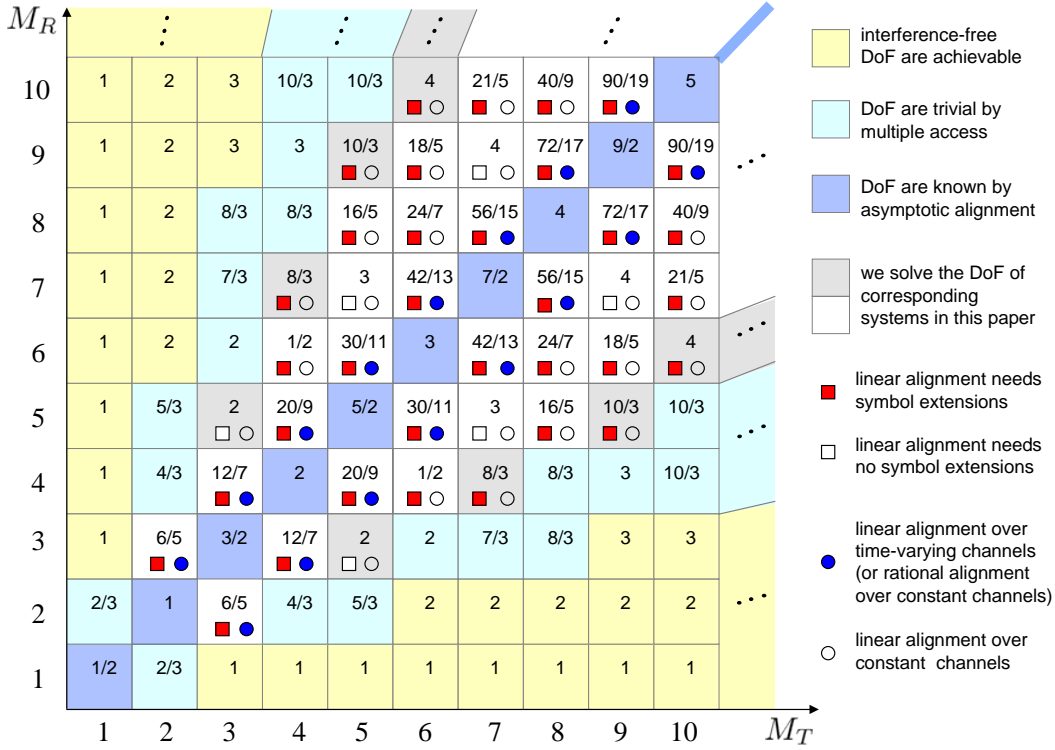 M_R
10 1 2 3 10/3 10/3 4 21/5 40/9 90/19 5
9 1 2 3 3 10/3 18/5 4 72/17 9/2 90/19
8 1 2 8/3 8/3 16/5 24/7 56/15 4 72/17 40/9
7 1 2 7/3 8/3 3 42/13 7/2 56/15 4 21/5
6 1 2 2 1/2 30/11 3 42/13 24/7 18/5 4
5 1 5/3 2 20/9 5/2 30/11 3 16/5 10/3 10/3
4 1 4/3 12/7 2 20/9 1/2 8/3 8/3 3 10/3
3 1 6/5 3/2 12/7 2 2 7/3 8/3 3 3
2 2/3 1 6/5 4/3 5/3 2 2 2 2 2
1 1/2 2/3 1 1 1 1 1 1 1 1
1 2 3 4 5 6 7 8 9 10 M_T
interference-free
DoF are achievable
DoF are trivial by
multiple access
DoF are known by
asymptotic alignment
we solve the DoF of
corresponding
systems in this paper
linear alignment needs
symbol extensions
linear alignment needs
no symbol extensions
linear alignment over
time-varying channels
(or rational alignment
over constant channels)
linear alignment over
constant channels